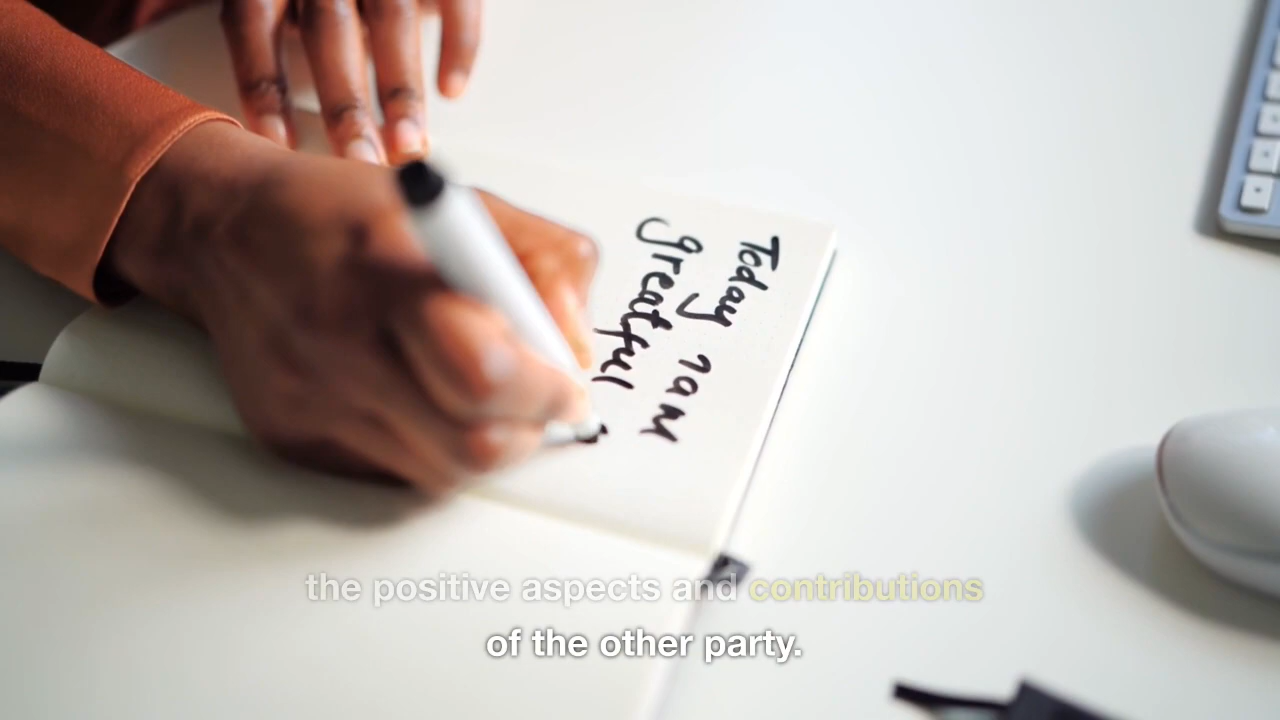 Today I am
greatful
the positive aspects and contributions
of the other party.